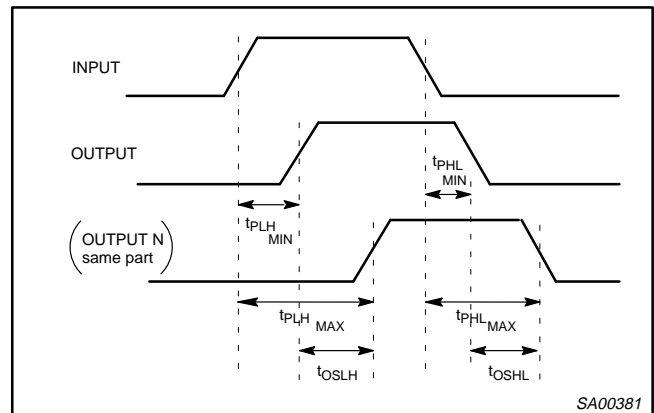 INPUT
OUTPUT
tPHL
MIN
tPLH
MIN
(OUTPUT N
same part)
tPLH MAX
tPHL MAX
tOSLH
tOSHL
SA00381